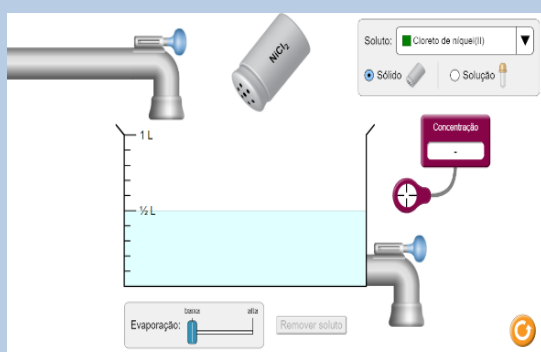 Soluto: Cloreto de níquel(II)
Sólido
Solução
NiCl₂
Concentração
-
1 L
½ L
Evaporação:
baixa
alta
Remover soluto